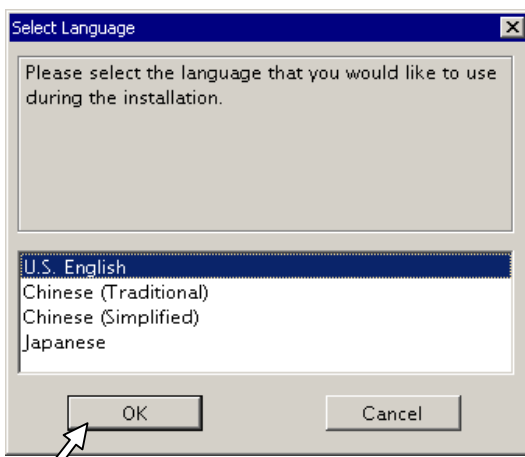 Select Language
Please select the language that you would like to use
during the installation.
U.S. English
Chinese (Traditional)
Chinese (Simplified)
Japanese
OK
Cancel